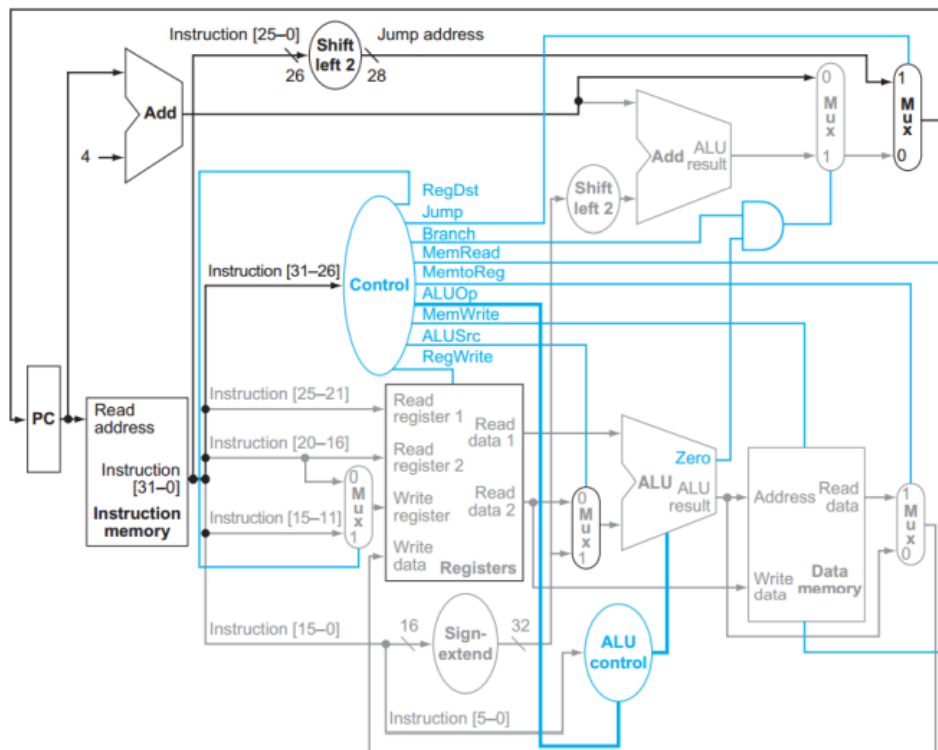 Instruction [25–0]
Shift
left 2
Jump address
26
28
Add
4
0
M
u
x
1
1
M
u
x
0
Add
ALU
result
Shift
left 2
RegDst
Jump
Branch
MemRead
MemtoReg
ALUOp
MemWrite
ALUSrc
RegWrite
Instruction [31–26]
Control
PC
Read
address
Instruction
[31–0]
Instruction
memory
Instruction [25–21]
Instruction [20–16]
Instruction [15–11]
Instruction [15–0]
0
M
u
x
1
Read
register 1
Read
register 2
Write
register
Write
data
Read
data 1
Read
data 2
Registers
0
M
u
x
1
Zero
ALU
ALU
result
Address
Read
data
Write
data
Data
memory
1
M
u
x
0
16
Sign-
extend
32
ALU
control
Instruction [5–0]